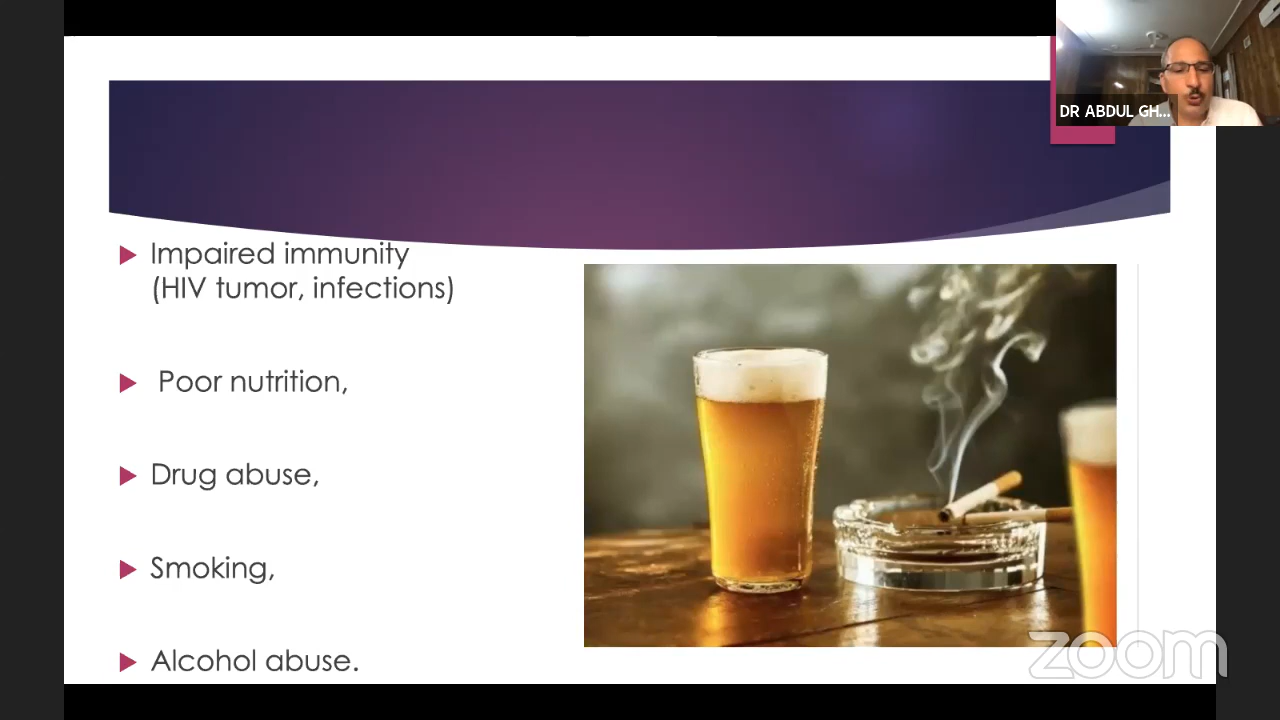 DR ABDUL GH...
Impaired immunity
(HIV tumor, infections)
Poor nutrition,
Drug abuse,
Smoking,
Alcohol abuse.
zoom